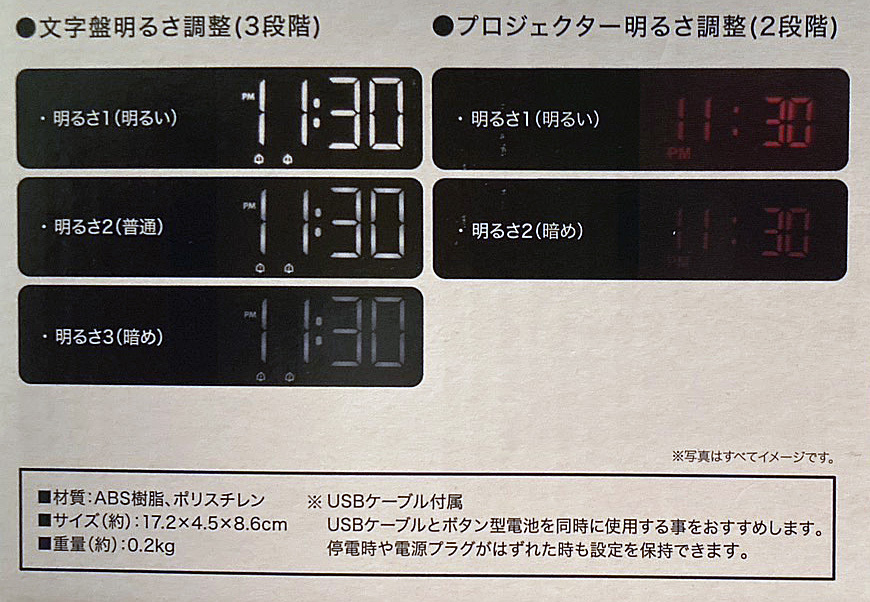 ●文字盤明るさ調整(3段階)
・明るさ1(明るい)
PM 11:30
・明るさ2(普通)
PM 11:30
・明るさ3(暗め)
PM 11:30
●プロジェクター明るさ調整(2段階)
・明るさ1(明るい)
11:30
PM
・明るさ2(暗め)
11:30
PM
※写真はすべてイメージです。
■材質:ABS樹脂、ポリスチレン
■サイズ(約):17.2×4.5×8.6cm
■重量(約):0.2kg
※ USBケーブル付属
USBケーブルとボタン型電池を同時に使用する事をおすすめします。
停電時や電源プラグがはずれた時も設定を保持できます。